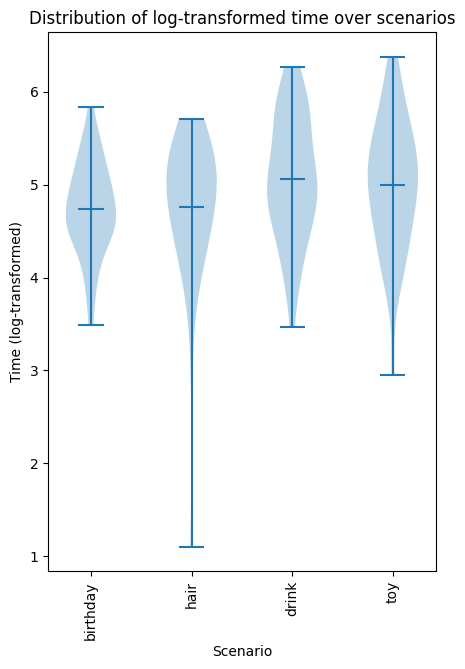 Distribution of log-transformed time over scenarios
Time (log-transformed)
6
5
4
3
2
1
birthday
hair
drink
toy
Scenario